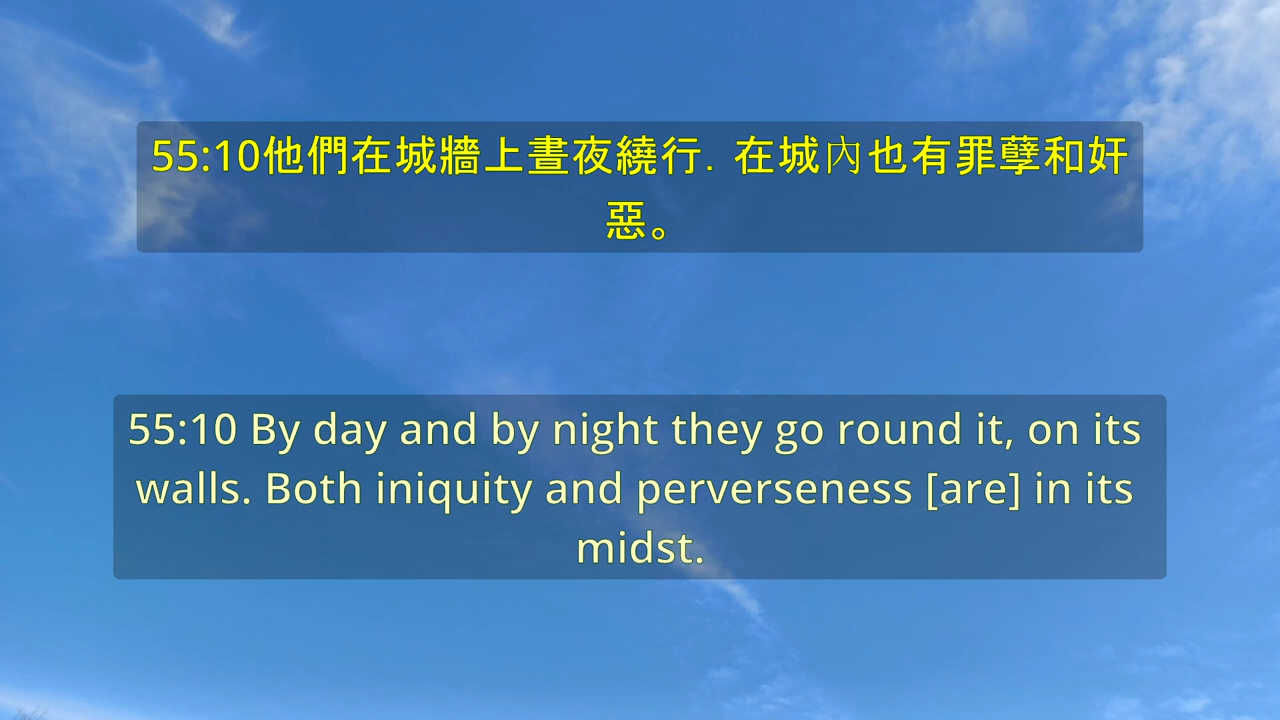 55:10他們在城牆上晝夜繞行．在城內也有罪孽和奸
惡。
55:10 By day and by night they go round it, on its
walls. Both iniquity and perverseness [are] in its
midst.